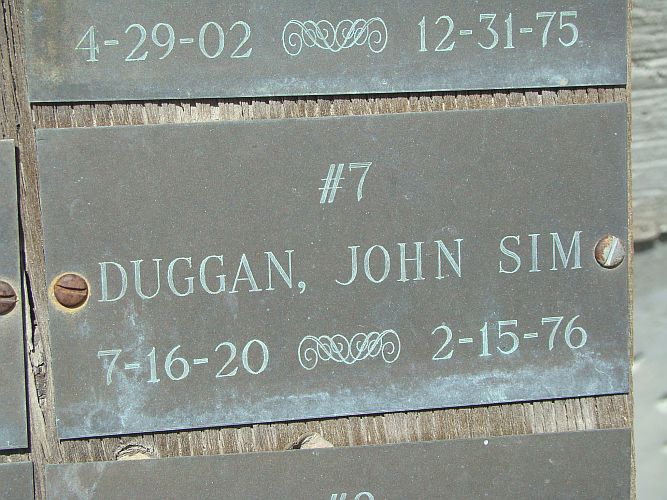 4-29-02 12-31-75
#7
DUGGAN, JOHN SIM
7-16-20 2-15-76